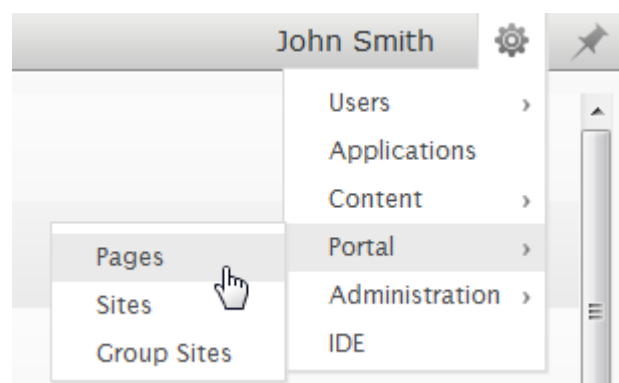 John Smith
Users
Applications
Content
Portal
Administration
IDE
Pages
Sites
Group Sites